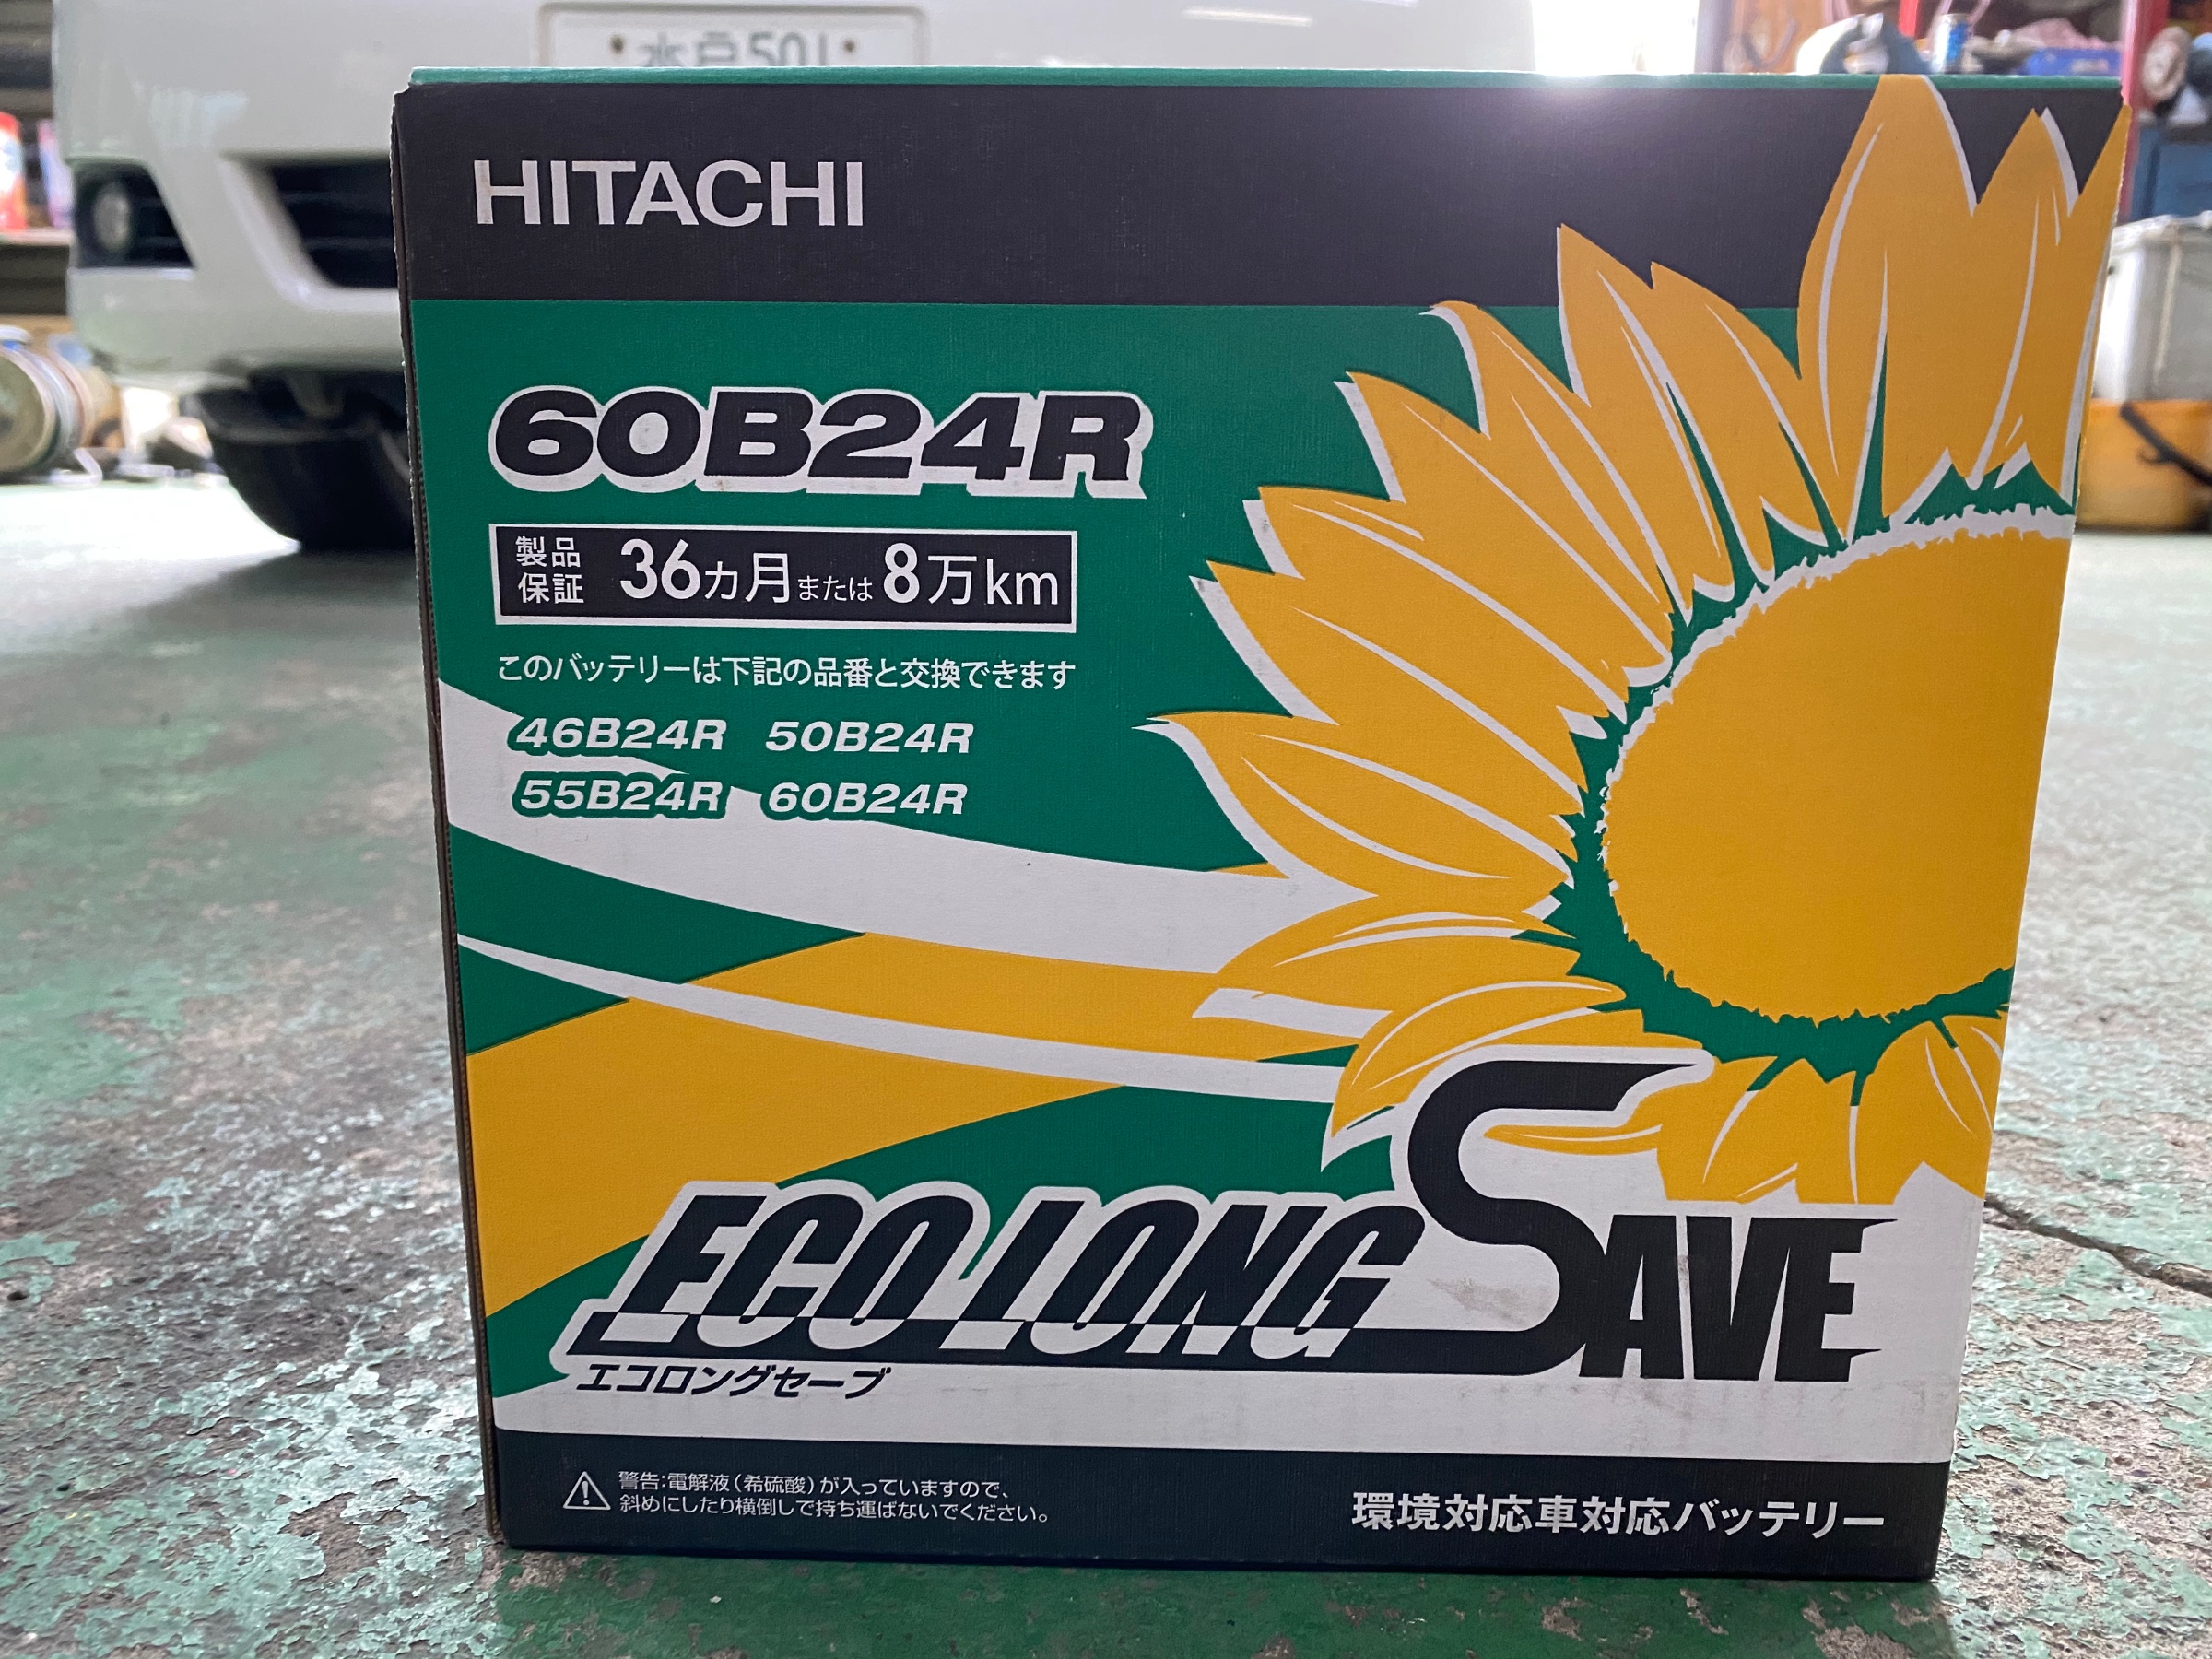 水戸501
HITACHI
60B24R
製品
保証 36カ月または8万km
このバッテリーは下記の品番と交換できます
46B24R 50B24R
55B24R 60B24R
ECO LONG SAVE
エコロングセーブ
警告:電解液(希硫酸)が入っていますので、
斜めにしたり横倒しで持ち運ばないでください。
環境対応車対応バッテリー